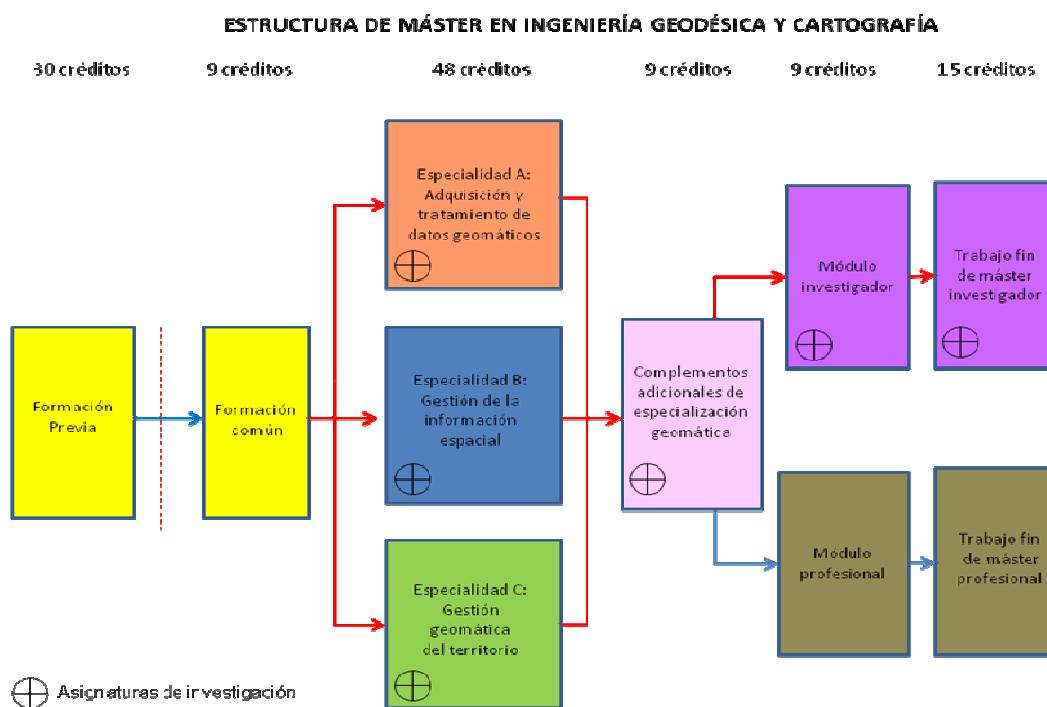 ESTRUCTURA DE MÁSTER EN INGENIERÍA GEODÉSICA Y CARTOGRAFÍA
30 créditos
9 créditos
48 créditos
9 créditos
9 créditos
15 créditos
Formación
Previa
Formación
común
Especialidad A:
Adquisición y
tratamiento de
datos geomáticos
Especialidad B:
Gestión de la
información
espacial
Especialidad C:
Gestión
geomática
del territorio
Complementos
adicionales de
especialización
geomática
Módulo
investigador
Trabajo fin
de máster
investigador
Módulo
profesional
Trabajo fin
de máster
profesional
Asignaturas de investigación